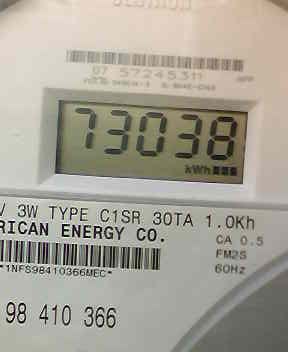 07 57245311
73038
kWh
V 3W TYPE C1SR 30TA 1.0Kh
RICAN ENERGY CO.
CA 0.5
FM2S
60Hz
*1NFS98410366MEC*
98 410 366